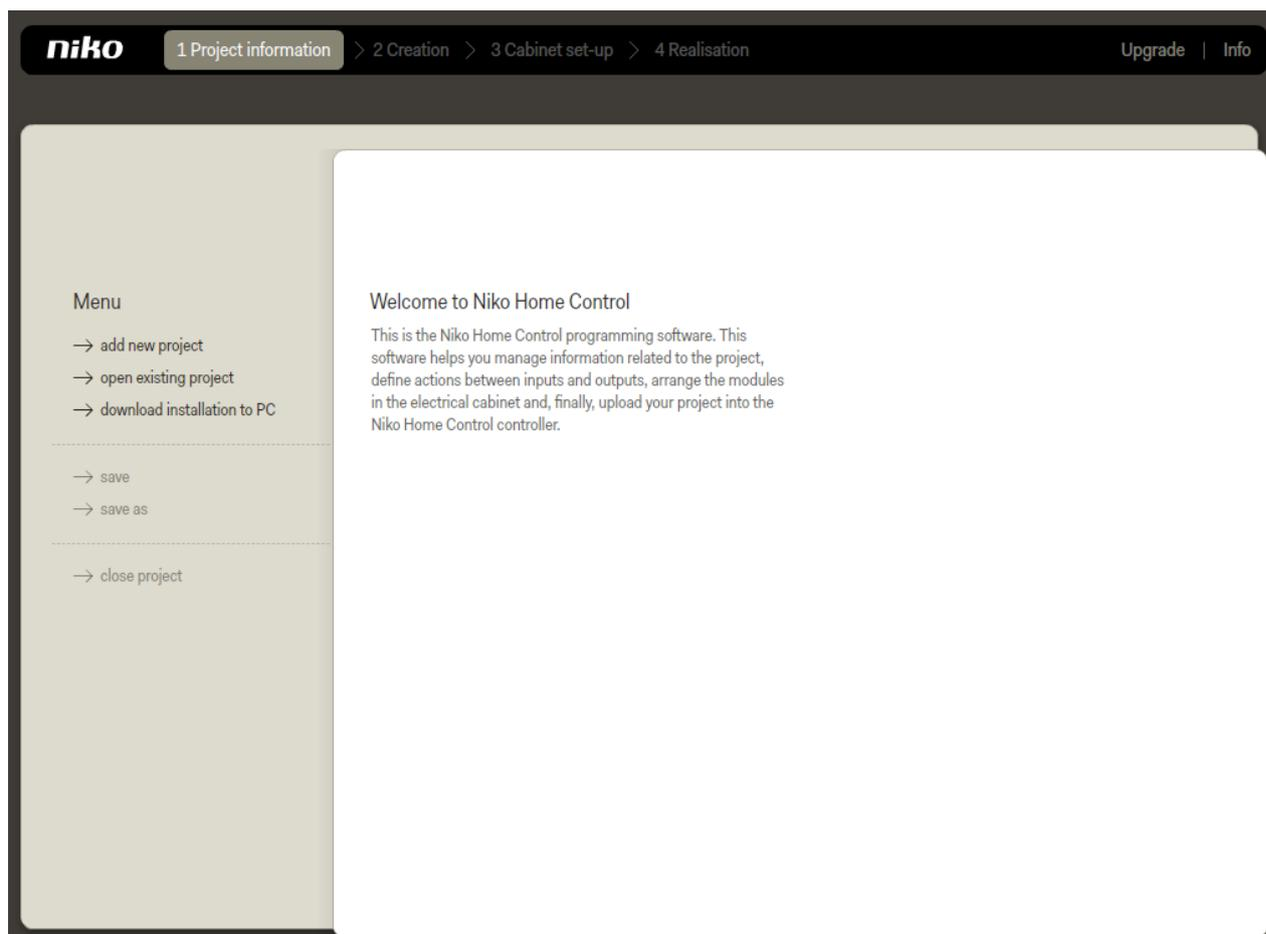 niko
1 Project information
2 Creation
3 Cabinet set-up
4 Realisation
Upgrade | Info
Menu
add new project
open existing project
download installation to PC
save
save as
close project
Welcome to Niko Home Control
This is the Niko Home Control programming software. This
software helps you manage information related to the project,
define actions between inputs and outputs, arrange the modules
in the electrical cabinet and, finally, upload your project into the
Niko Home Control controller.